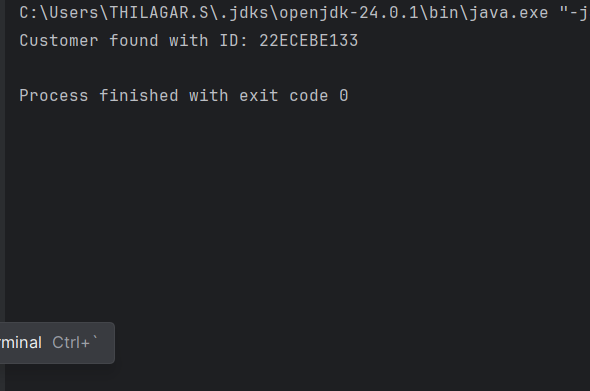 C:\Users\THILAGAR.S\.jdks\openjdk-24.0.1\bin\java.exe "-j
Customer found with ID: 22ECEBE133
Process finished with exit code 0
rminal Ctrl+`